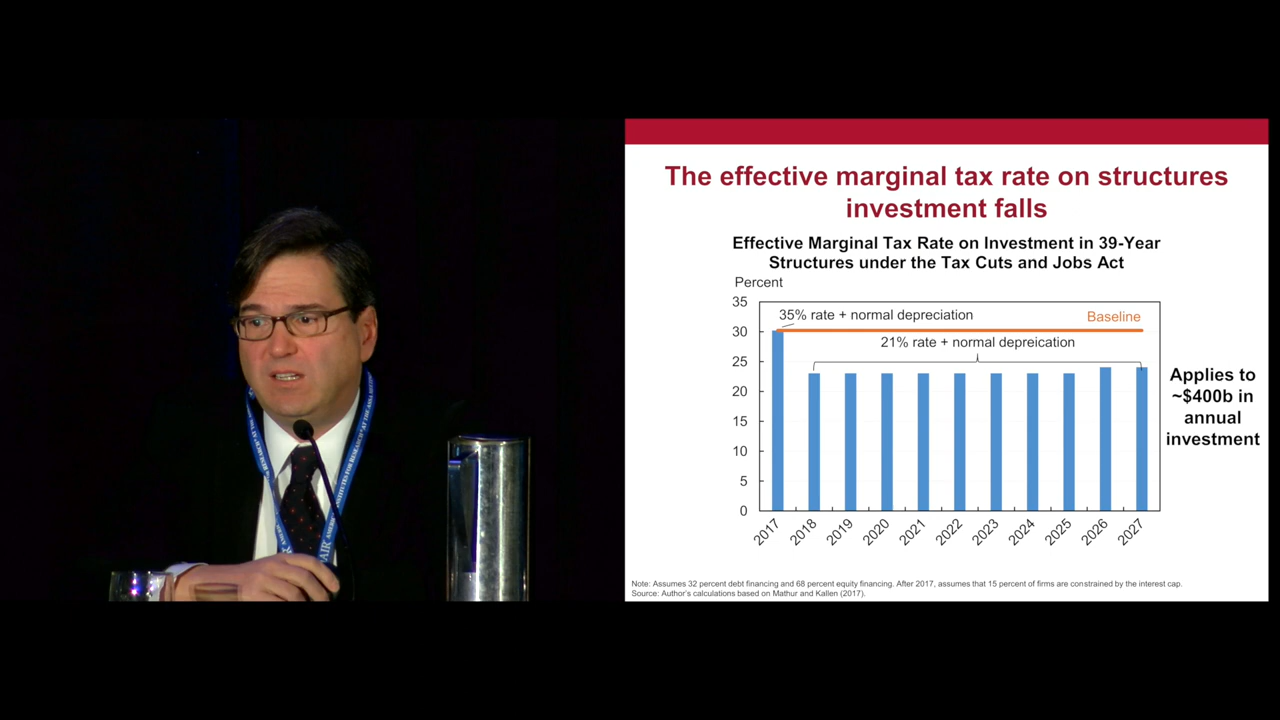 The effective marginal tax rate on structures
investment falls
Effective Marginal Tax Rate on Investment in 39-Year
Structures under the Tax Cuts and Jobs Act
Percent
35
30
25
20
15
10
5
0
35% rate + normal depreciation
Baseline
21% rate + normal depreication
2017
2018
2019
2020
2021
2022
2023
2024
2025
2026
2027
Applies to
~$400b in
annual
investment
Note: Assumes 32 percent debt financing and 68 percent equity financing. After 2017, assumes that 15 percent of firms are constrained by the interest cap.
Source: Author's calculations based on Mathur and Kallen (2017).